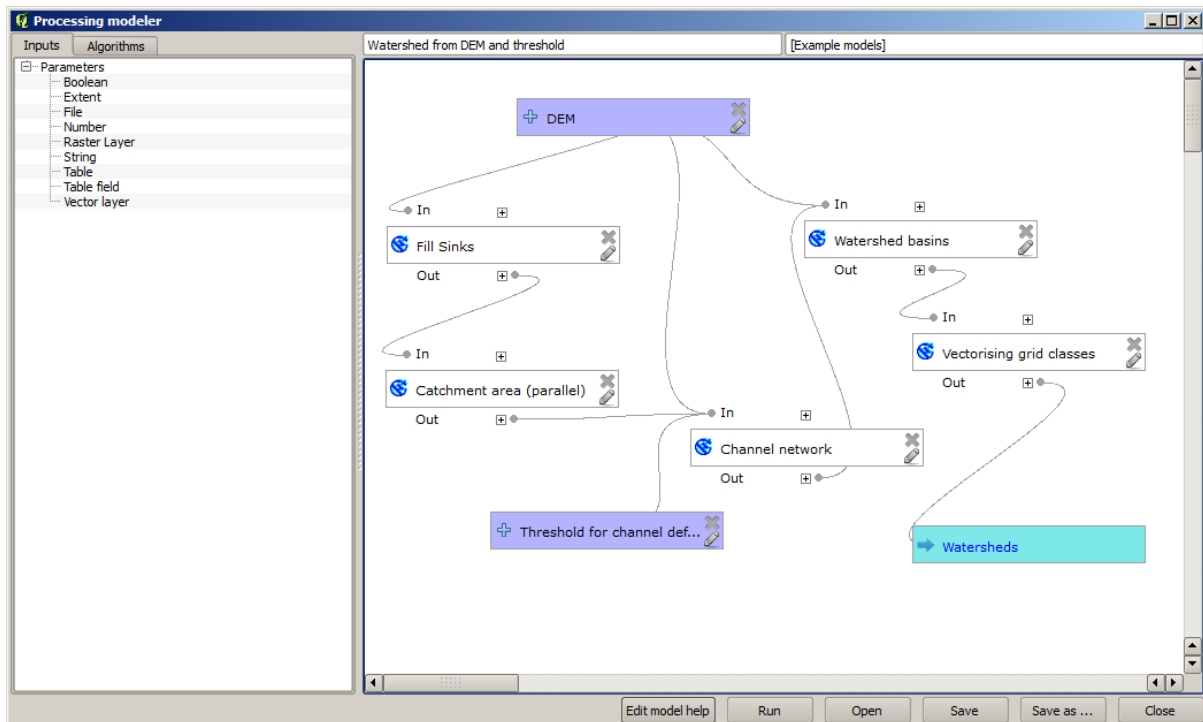 Processing modeler
Inputs
Algorithms
Watershed from DEM and threshold
[Example models]
Parameters
Boolean
Extent
File
Number
Raster Layer
String
Table
Table field
Vector layer
DEM
In
Fill Sinks
Out
In
Watershed basins
Out
In
Vectorising grid classes
Out
In
Catchment area (parallel)
Out
In
Channel network
Out
Threshold for channel def...
Watersheds
Edit model help
Run
Open
Save
Save as ...
Close